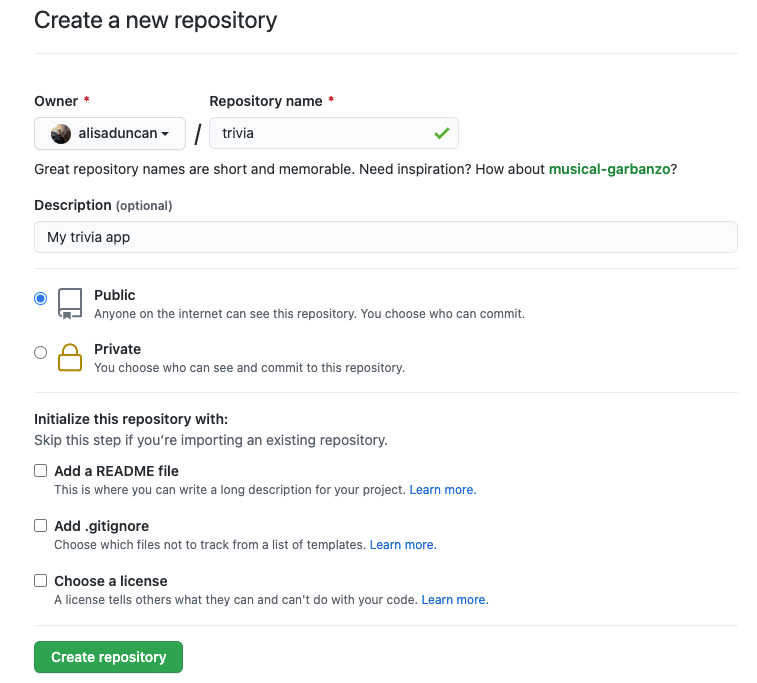 Create a new repository
Owner * Repository name *
alisaduncan / trivia
Great repository names are short and memorable. Need inspiration? How about musical-garbanzo?
Description (optional)
My trivia app
Public
Anyone on the internet can see this repository. You choose who can commit.
Private
You choose who can see and commit to this repository.
Initialize this repository with:
Skip this step if you’re importing an existing repository.
Add a README file
This is where you can write a long description for your project. Learn more.
Add .gitignore
Choose which files not to track from a list of templates. Learn more.
Choose a license
A license tells others what they can and can't do with your code. Learn more.
Create repository